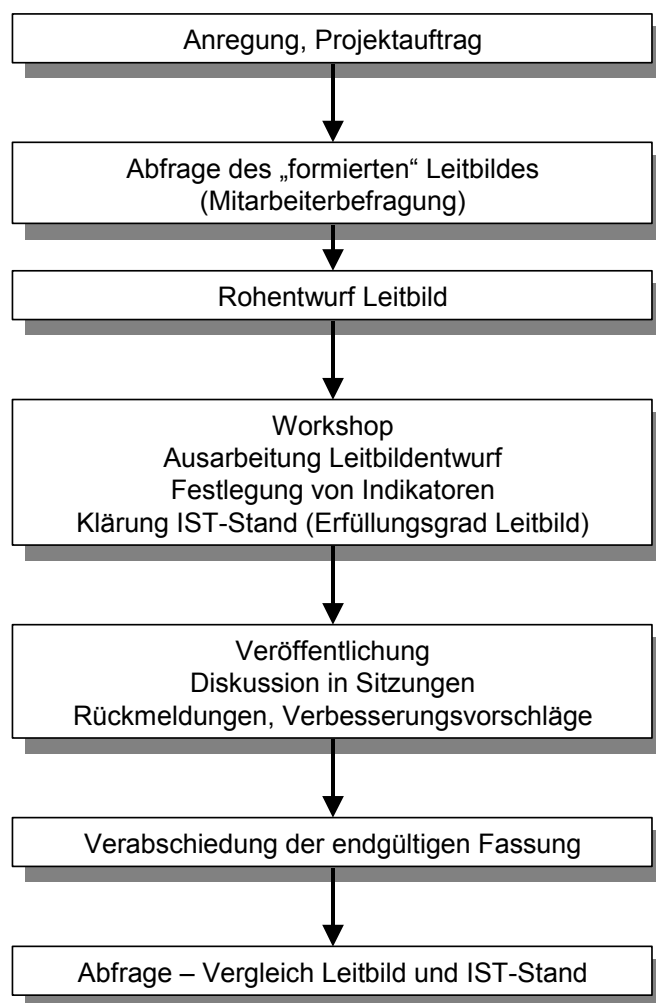 Anregung, Projektauftrag
Abfrage des „formierten“ Leitbildes
(Mitarbeiterbefragung)
Rohentwurf Leitbild
Workshop
Ausarbeitung Leitbildentwurf
Festlegung von Indikatoren
Klärung IST-Stand (Erfüllungsgrad Leitbild)
Veröffentlichung
Diskussion in Sitzungen
Rückmeldungen, Verbesserungsvorschläge
Verabschiedung der endgültigen Fassung
Abfrage – Vergleich Leitbild und IST-Stand